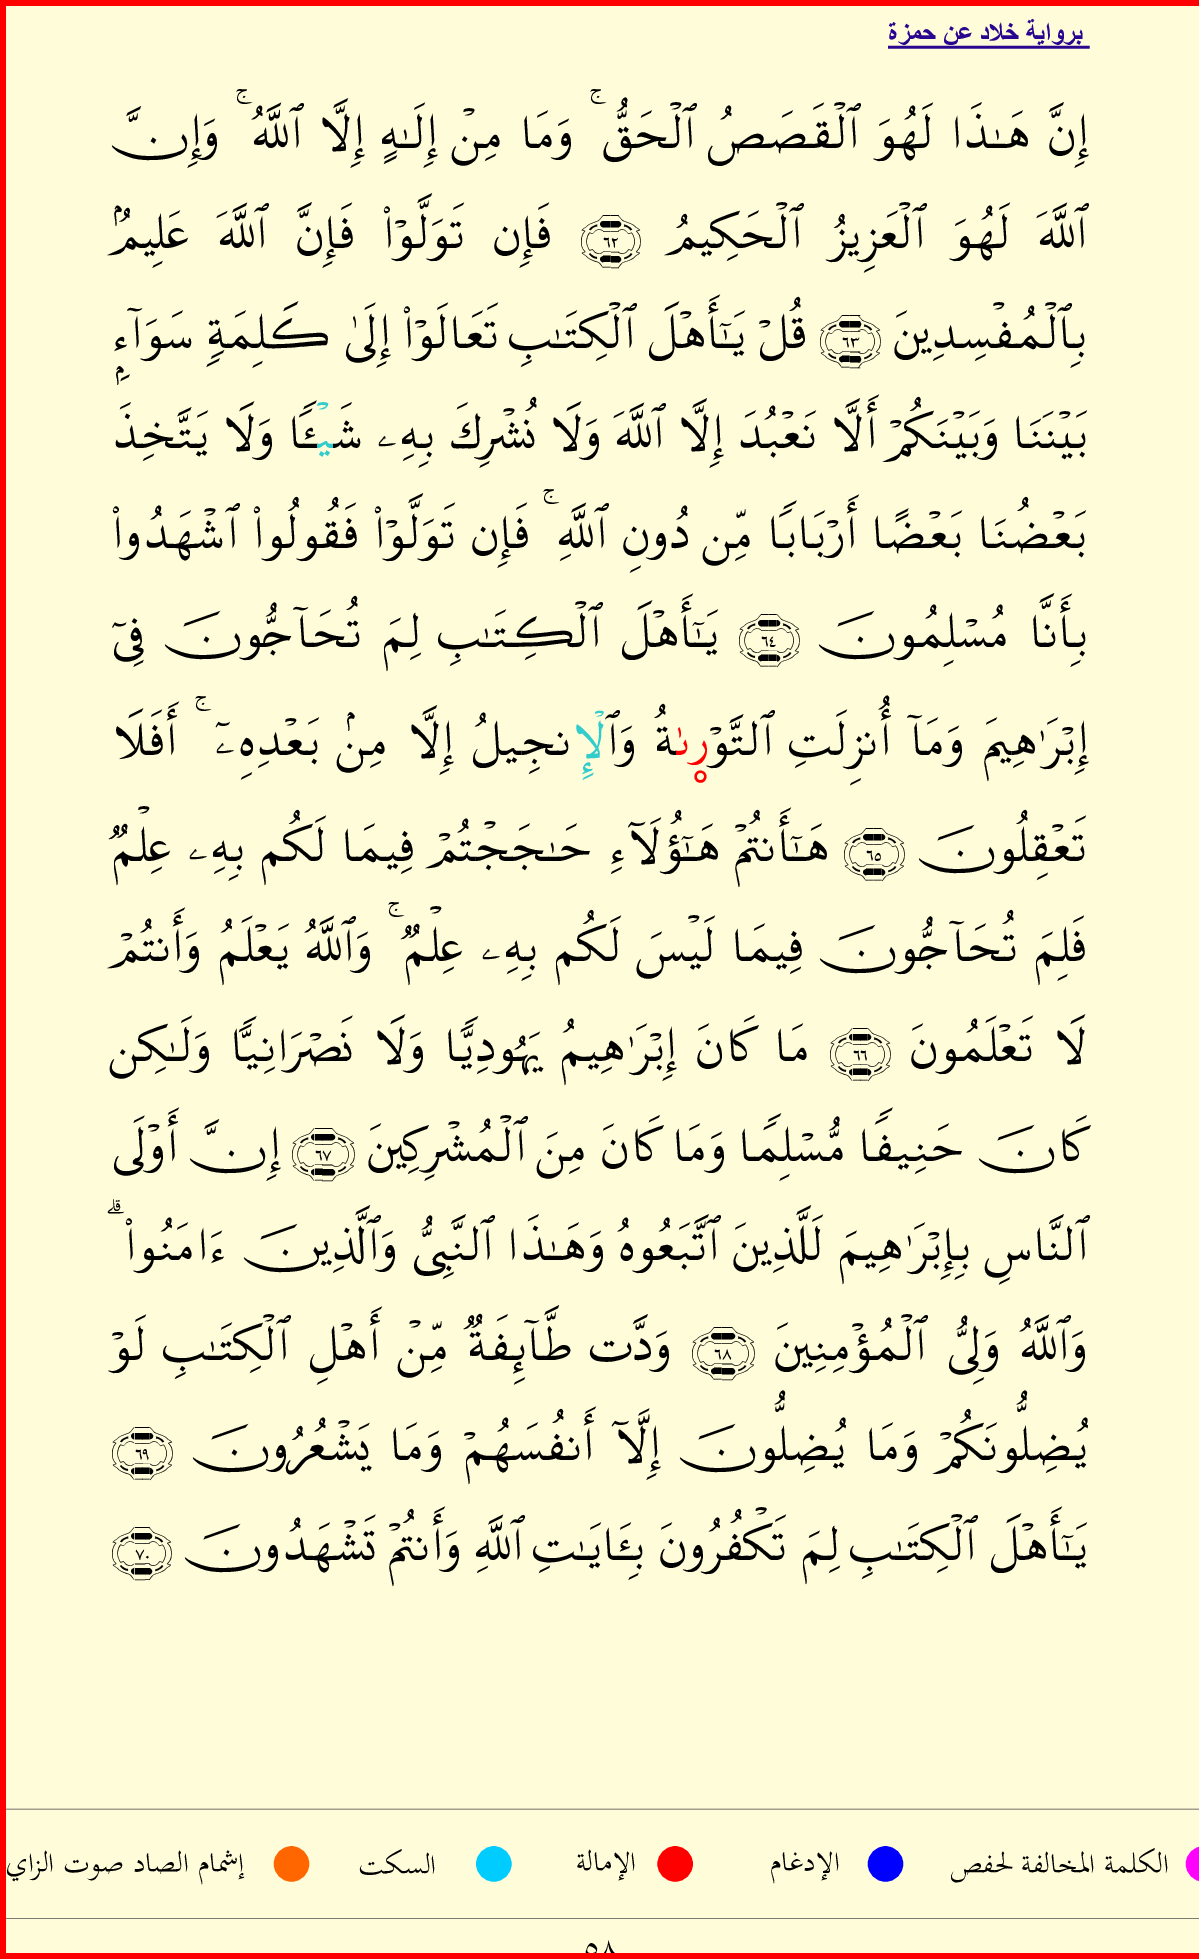 برواية خلاد عن حمزة
إِنَّ هَـٰذَا لَهُوَ ٱلْقَصَصُ ٱلْحَقُّ ۚ وَمَا مِنْ إِلَـٰهٍ إِلَّا ٱللَّهُ ۚ وَإِنَّ
ٱللَّهَ لَهُوَ ٱلْعَزِيزُ ٱلْحَكِيمُ ٦٢ فَإِن تَوَلَّوْا۟ فَإِنَّ ٱللَّهَ عَلِيمٌۢ
بِٱلْمُفْسِدِينَ ٦٣ قُلْ يَـٰٓأَهْلَ ٱلْكِتَـٰبِ تَعَالَوْا۟ إِلَىٰ كَلِمَةٍ سَوَآءٍۭ
بَيْنَنَا وَبَيْنَكُمْ أَلَّا نَعْبُدَ إِلَّا ٱللَّهَ وَلَا نُشْرِكَ بِهِۦ شَيْـًٔا وَلَا يَتَّخِذَ
بَعْضُنَا بَعْضًا أَرْبَابًا مِّن دُونِ ٱللَّهِ ۚ فَإِن تَوَلَّوْا۟ فَقُولُوا۟ ٱشْهَدُوا۟
بِأَنَّا مُسْلِمُونَ ٦٤ يَـٰٓأَهْلَ ٱلْكِتَـٰبِ لِمَ تُحَآجُّونَ فِىٓ
إِبْرَٰهِيمَ وَمَآ أُنزِلَتِ ٱلتَّوْرىٰةُ وَٱلْإِنجِيلُ إِلَّا مِنۢ بَعْدِهِۦٓ ۚ أَفَلَا
تَعْقِلُونَ ٦٥ هَـٰٓأَنتُمْ هَـٰٓؤُلَآءِ حَـٰجَجْتُمْ فِيمَا لَكُم بِهِۦ عِلْمٌ
فَلِمَ تُحَآجُّونَ فِيمَا لَيْسَ لَكُم بِهِۦ عِلْمٌ ۚ وَٱللَّهُ يَعْلَمُ وَأَنتُمْ
لَا تَعْلَمُونَ ٦٦ مَا كَانَ إِبْرَٰهِيمُ يَهُودِيًّا وَلَا نَصْرَانِيًّا وَلَـٰكِن
كَانَ حَنِيفًا مُّسْلِمًا وَمَا كَانَ مِنَ ٱلْمُشْرِكِينَ ٦٧ إِنَّ أَوْلَى
ٱلنَّاسِ بِإِبْرَٰهِيمَ لَلَّذِينَ ٱتَّبَعُوهُ وَهَـٰذَا ٱلنَّبِىُّ وَٱلَّذِينَ ءَامَنُوا۟ ۗ
وَٱللَّهُ وَلِىُّ ٱلْمُؤْمِنِينَ ٦٨ وَدَّت طَّآئِفَةٌ مِّنْ أَهْلِ ٱلْكِتَـٰبِ لَوْ
يُضِلُّونَكُمْ وَمَا يُضِلُّونَ إِلَّآ أَنفُسَهُمْ وَمَا يَشْعُرُونَ ٦٩
يَـٰٓأَهْلَ ٱلْكِتَـٰبِ لِمَ تَكْفُرُونَ بِـَٔايَـٰتِ ٱللَّهِ وَأَنتُمْ تَشْهَدُونَ ٧٠
الكلمة المخالفة لحفص الإدغام الإمالة السكت إشمام الصاد صوت الزاي
٥٨